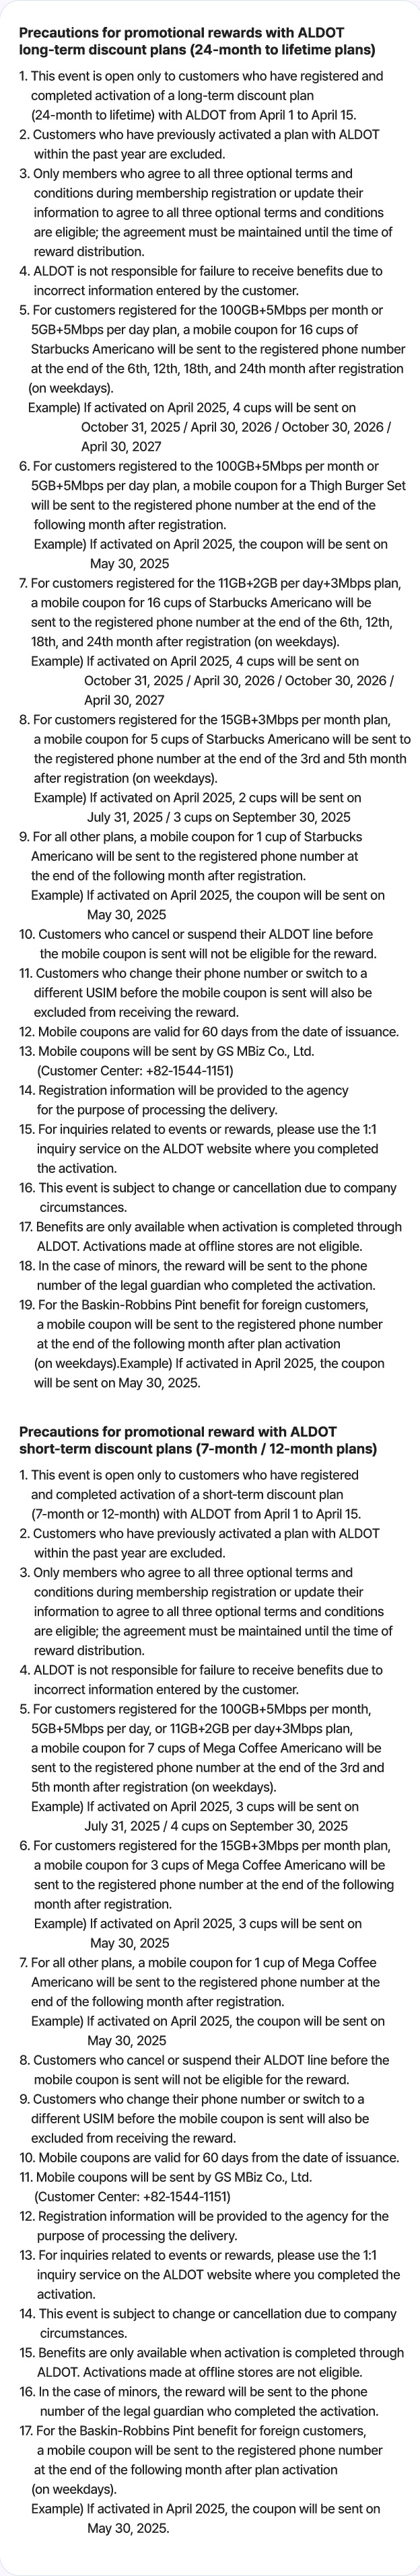 Precautions for promotional rewards with ALDOT
long-term discount plans (24-month to lifetime plans)
1. This event is open only to customers who have registered and
completed activation of a long-term discount plan
(24-month to lifetime) with ALDOT from April 1 to April 15.
2. Customers who have previously activated a plan with ALDOT
within the past year are excluded.
3. Only members who agree to all three optional terms and
conditions during membership registration or update their
information to agree to all three optional terms and conditions
are eligible; the agreement must be maintained until the time of
reward distribution.
4. ALDOT is not responsible for failure to receive benefits due to
incorrect information entered by the customer.
5. For customers registered for the 100GB+5Mbps per month or
5GB+5Mbps per day plan, a mobile coupon for 16 cups of
Starbucks Americano will be sent to the registered phone number
at the end of the 6th, 12th, 18th, and 24th month after registration
(on weekdays).
Example) If activated on April 2025, 4 cups will be sent on
October 31, 2025 / April 30, 2026 / October 30, 2026 /
April 30, 2027
6. For customers registered to the 100GB+5Mbps per month or
5GB+5Mbps per day plan, a mobile coupon for a Thigh Burger Set
will be sent to the registered phone number at the end of the
following month after registration.
Example) If activated on April 2025, the coupon will be sent on
May 30, 2025
7. For customers registered for the 11GB+2GB per day+3Mbps plan,
a mobile coupon for 16 cups of Starbucks Americano will be
sent to the registered phone number at the end of the 6th, 12th,
18th, and 24th month after registration (on weekdays).
Example) If activated on April 2025, 4 cups will be sent on
October 31, 2025 / April 30, 2026 / October 30, 2026 /
April 30, 2027
8. For customers registered for the 15GB+3Mbps per month plan,
a mobile coupon for 5 cups of Starbucks Americano will be sent to
the registered phone number at the end of the 3rd and 5th month
after registration (on weekdays).
Example) If activated on April 2025, 2 cups will be sent on
July 31, 2025 / 3 cups on September 30, 2025
9. For all other plans, a mobile coupon for 1 cup of Starbucks
Americano will be sent to the registered phone number at
the end of the following month after registration.
Example) If activated on April 2025, the coupon will be sent on
May 30, 2025
10. Customers who cancel or suspend their ALDOT line before
the mobile coupon is sent will not be eligible for the reward.
11. Customers who change their phone number or switch to a
different USIM before the mobile coupon is sent will also be
excluded from receiving the reward.
12. Mobile coupons are valid for 60 days from the date of issuance.
13. Mobile coupons will be sent by GS MBiz Co., Ltd.
(Customer Center: +82-1544-1151)
14. Registration information will be provided to the agency
for the purpose of processing the delivery.
15. For inquiries related to events or rewards, please use the 1:1
inquiry service on the ALDOT website where you completed
the activation.
16. This event is subject to change or cancellation due to company
circumstances.
17. Benefits are only available when activation is completed through
ALDOT. Activations made at offline stores are not eligible.
18. In the case of minors, the reward will be sent to the phone
number of the legal guardian who completed the activation.
19. For the Baskin-Robbins Pint benefit for foreign customers,
a mobile coupon will be sent to the registered phone number
at the end of the following month after plan activation
(on weekdays).Example) If activated in April 2025, the coupon
will be sent on May 30, 2025.
Precautions for promotional reward with ALDOT
short-term discount plans (7-month / 12-month plans)
1. This event is open only to customers who have registered
and completed activation of a short-term discount plan
(7-month or 12-month) with ALDOT from April 1 to April 15.
2. Customers who have previously activated a plan with ALDOT
within the past year are excluded.
3. Only members who agree to all three optional terms and
conditions during membership registration or update their
information to agree to all three optional terms and conditions
are eligible; the agreement must be maintained until the time of
reward distribution.
4. ALDOT is not responsible for failure to receive benefits due to
incorrect information entered by the customer.
5. For customers registered for the 100GB+5Mbps per month,
5GB+5Mbps per day, or 11GB+2GB per day+3Mbps plan,
a mobile coupon for 7 cups of Mega Coffee Americano will be
sent to the registered phone number at the end of the 3rd and
5th month after registration (on weekdays).
Example) If activated on April 2025, 3 cups will be sent on
July 31, 2025 / 4 cups on September 30, 2025
6. For customers registered for the 15GB+3Mbps per month plan,
a mobile coupon for 3 cups of Mega Coffee Americano will be
sent to the registered phone number at the end of the following
month after registration.
Example) If activated on April 2025, 3 cups will be sent on
May 30, 2025
7. For all other plans, a mobile coupon for 1 cup of Mega Coffee
Americano will be sent to the registered phone number at the
end of the following month after registration.
Example) If activated on April 2025, the coupon will be sent on
May 30, 2025
8. Customers who cancel or suspend their ALDOT line before the
mobile coupon is sent will not be eligible for the reward.
9. Customers who change their phone number or switch to a
different USIM before the mobile coupon is sent will also be
excluded from receiving the reward.
10. Mobile coupons are valid for 60 days from the date of issuance.
11. Mobile coupons will be sent by GS MBiz Co., Ltd.
(Customer Center: +82-1544-1151)
12. Registration information will be provided to the agency for the
purpose of processing the delivery.
13. For inquiries related to events or rewards, please use the 1:1
inquiry service on the ALDOT website where you completed the
activation.
14. This event is subject to change or cancellation due to company
circumstances.
15. Benefits are only available when activation is completed through
ALDOT. Activations made at offline stores are not eligible.
16. In the case of minors, the reward will be sent to the phone
number of the legal guardian who completed the activation.
17. For the Baskin-Robbins Pint benefit for foreign customers,
a mobile coupon will be sent to the registered phone number
at the end of the following month after plan activation
(on weekdays).
Example) If activated in April 2025, the coupon will be sent on
May 30, 2025.